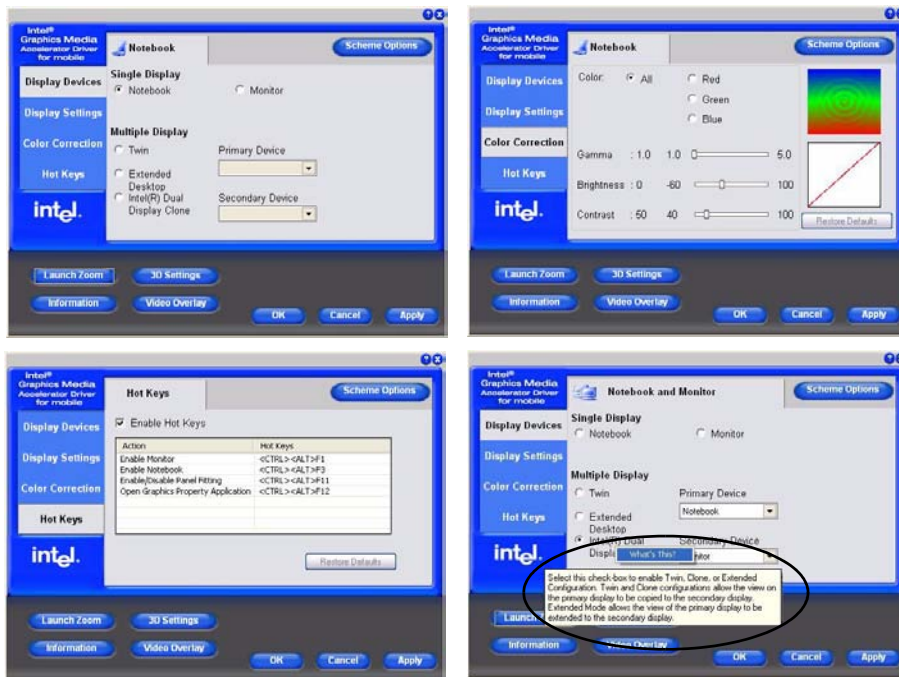 Intel®
Graphics Media
Accelerator Driver
for mobile
Notebook
Scheme Options
Display Devices
Display Settings
Color Correction
Hot Keys
intel.
Single Display
Notebook
Monitor
Multiple Display
Twin
Primary Device
Extended
Desktop
Intel(R) Dual
Display Clone
Secondary Device
Launch Zoom
3D Settings
Information
Video Overlay
OK
Cancel
Apply
Intel®
Graphics Media
Accelerator Driver
for mobile
Notebook
Scheme Options
Display Devices
Display Settings
Color Correction
Hot Keys
intel.
Color:
All
Red
Green
Blue
Gamma : 1.0 1.0 5.0
Brightness : 0 -60 100
Contrast : 50 40 100
Restore Defaults
Launch Zoom
3D Settings
Information
Video Overlay
OK
Cancel
Apply
Intel®
Graphics Media
Accelerator Driver
for mobile
Hot Keys
Scheme Options
Display Devices
Display Settings
Color Correction
Hot Keys
intel.
Enable Hot Keys
Action Hot Keys
Enable Monitor <CTRL><ALT>F1
Enable Notebook <CTRL><ALT>F3
Enable/Disable Panel Fitting <CTRL><ALT>F11
Open Graphics Property Application <CTRL><ALT>F12
Restore Defaults
Launch Zoom
3D Settings
Information
Video Overlay
OK
Cancel
Apply
Intel®
Graphics Media
Accelerator Driver
for mobile
Notebook and Monitor
Scheme Options
Display Devices
Display Settings
Color Correction
Hot Keys
intel.
Single Display
Notebook
Monitor
Multiple Display
Twin
Primary Device
Notebook
Extended
Desktop
Intel(R) Dual
Secondary Device
What's this?
Select this check-box to enable Twin, Clone, or Extended
Configuration. Twin and Clone configurations allow the view on
the primary display to be copied to the secondary display.
Extended Mode allows the view of the primary display to be
extended to the secondary display.
Information
Video Overlay
OK
Cancel
Apply